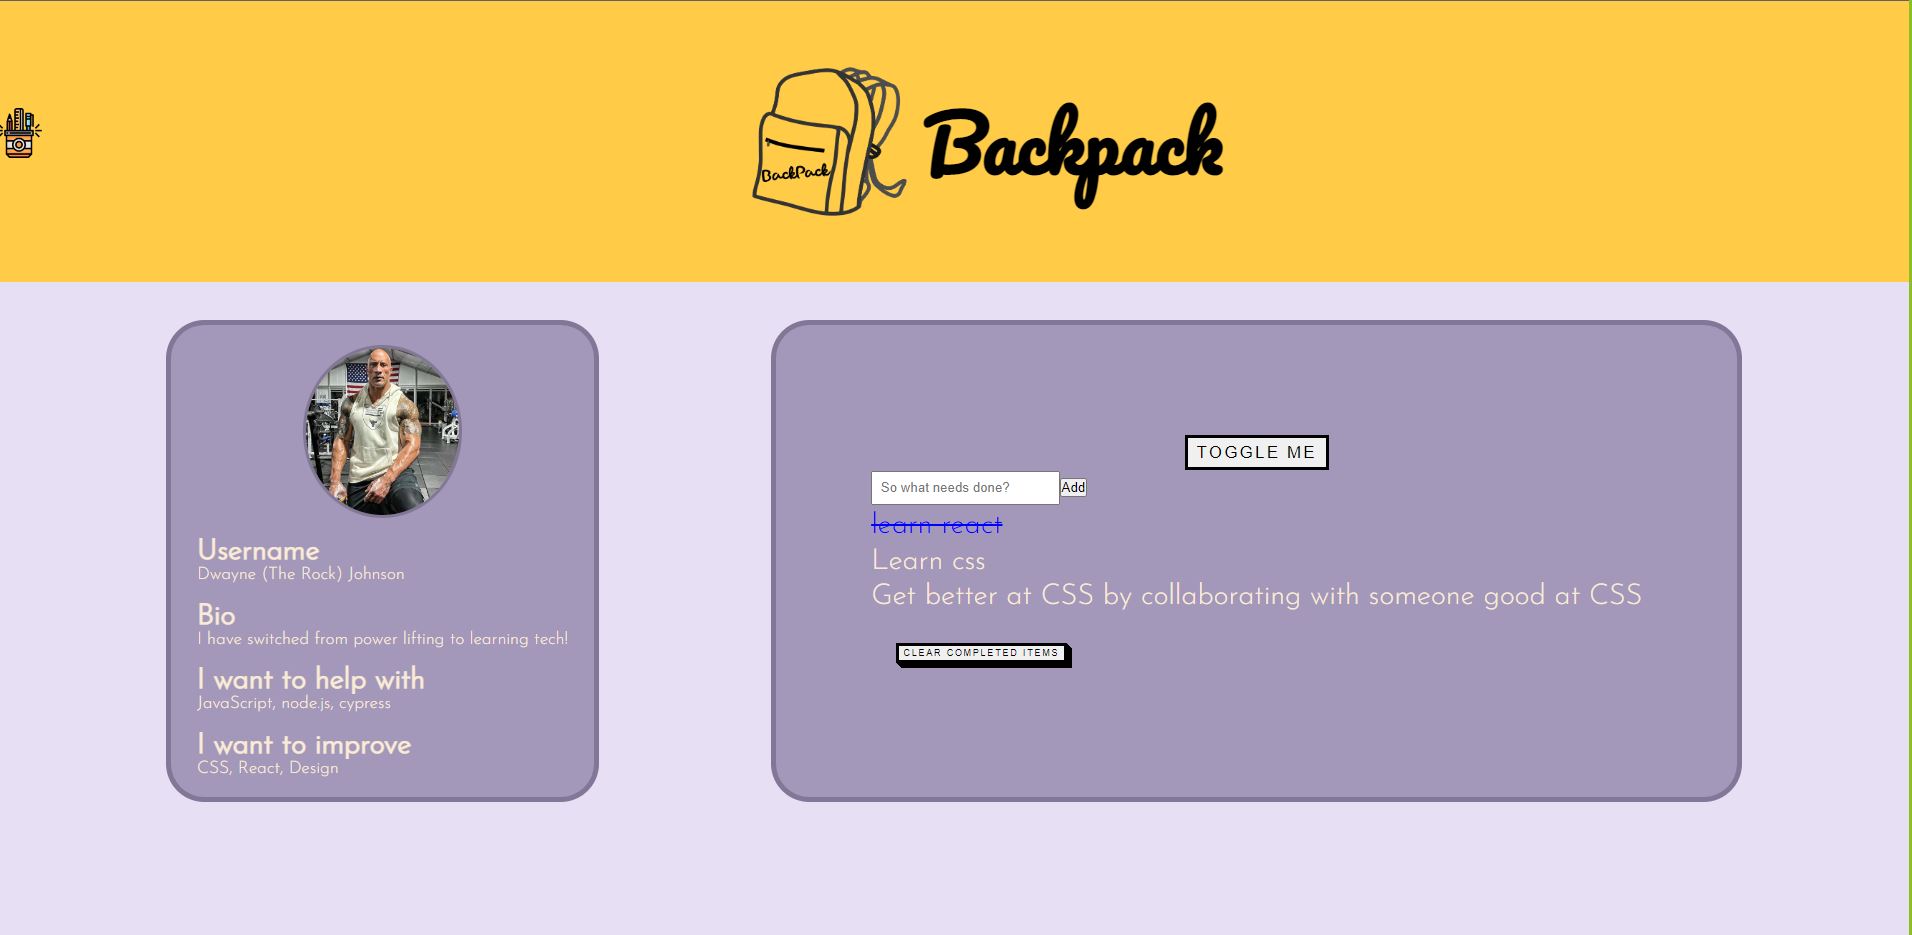 BackPack
Backpack
Username
Dwayne (The Rock) Johnson
Bio
I have switched from power lifting to learning tech!
I want to help with
JavaScript, node.js, cypress
I want to improve
CSS, React, Design
TOGGLE ME
So what needs done?
Add
learn react
Learn css
Get better at CSS by collaborating with someone good at CSS
CLEAR COMPLETED ITEMS